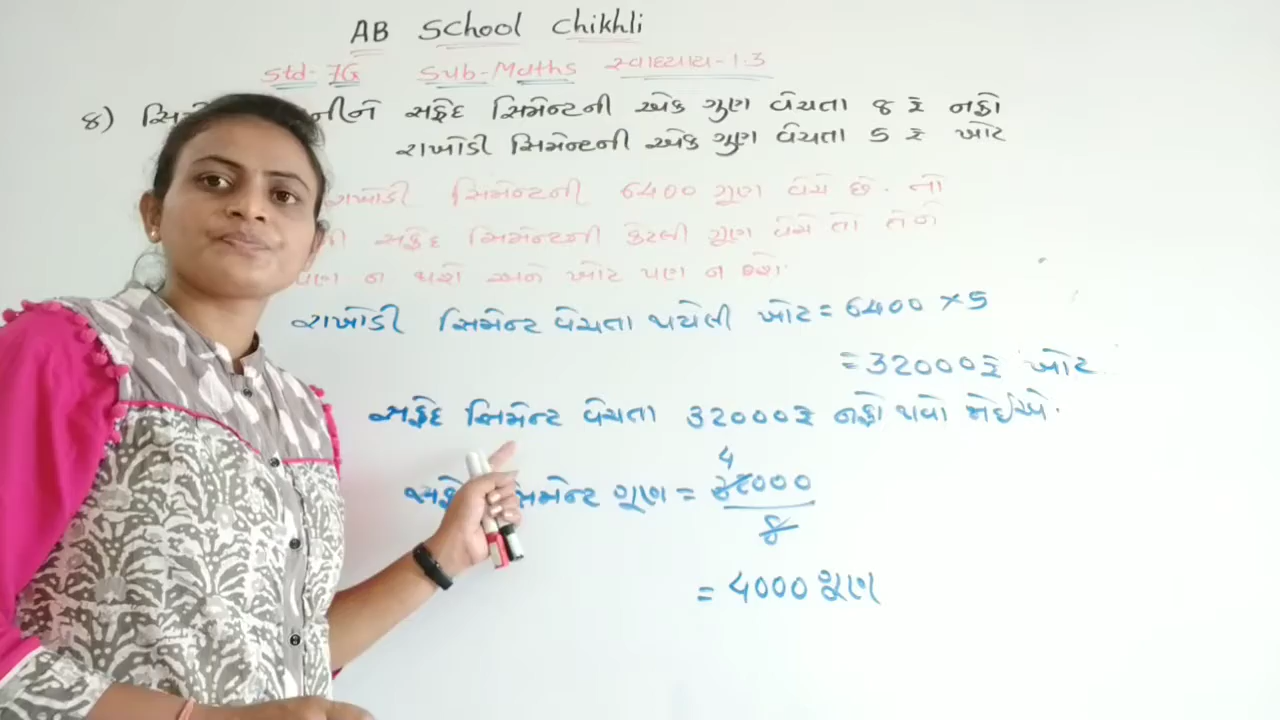 AB School Chikhli
Std-7G Sub-Maths સ્વાધ્યાય-1.3
8) નીને સફેદ સિમેન્ટની એક ગુણ વેચતા 8 રૂ નફો
રાખોડી સિમેન્ટની એક ગુણ વેચતા 5 રૂ ખોટ
રાખોડી સિમેન્ટની 6400 ગુણ વેચે છે. તો
સફેદ સિમેન્ટની કેટલી ગુણ વેચે તો તેને
પણ ન થશે અને ખોટ પણ ન થશે.
રાખોડી સિમેન્ટ વેચતા થયેલી ખોટ = 6400 × 5
= 32000 રૂ ખોટ
સફેદ સિમેન્ટ વેચતા 32000 રૂ નફો થવો જોઈએ.
4
સિમેન્ટ ગુણ = 32000
8
= 4000 ગુણ